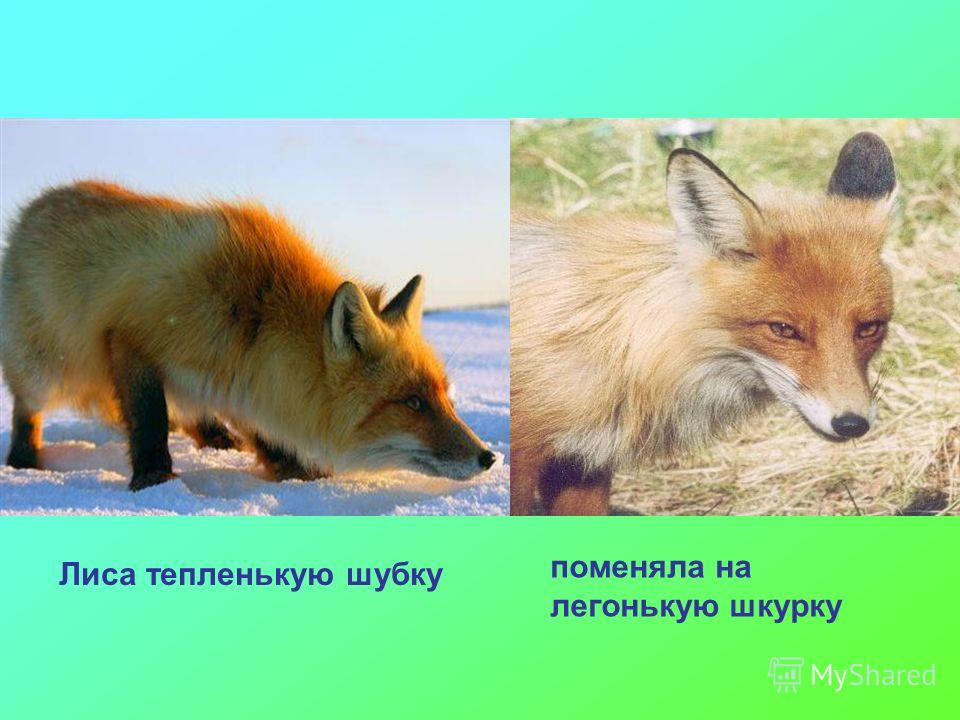 Лиса тепленькую шубку
поменяла на
легонькую шкурку
MyShared